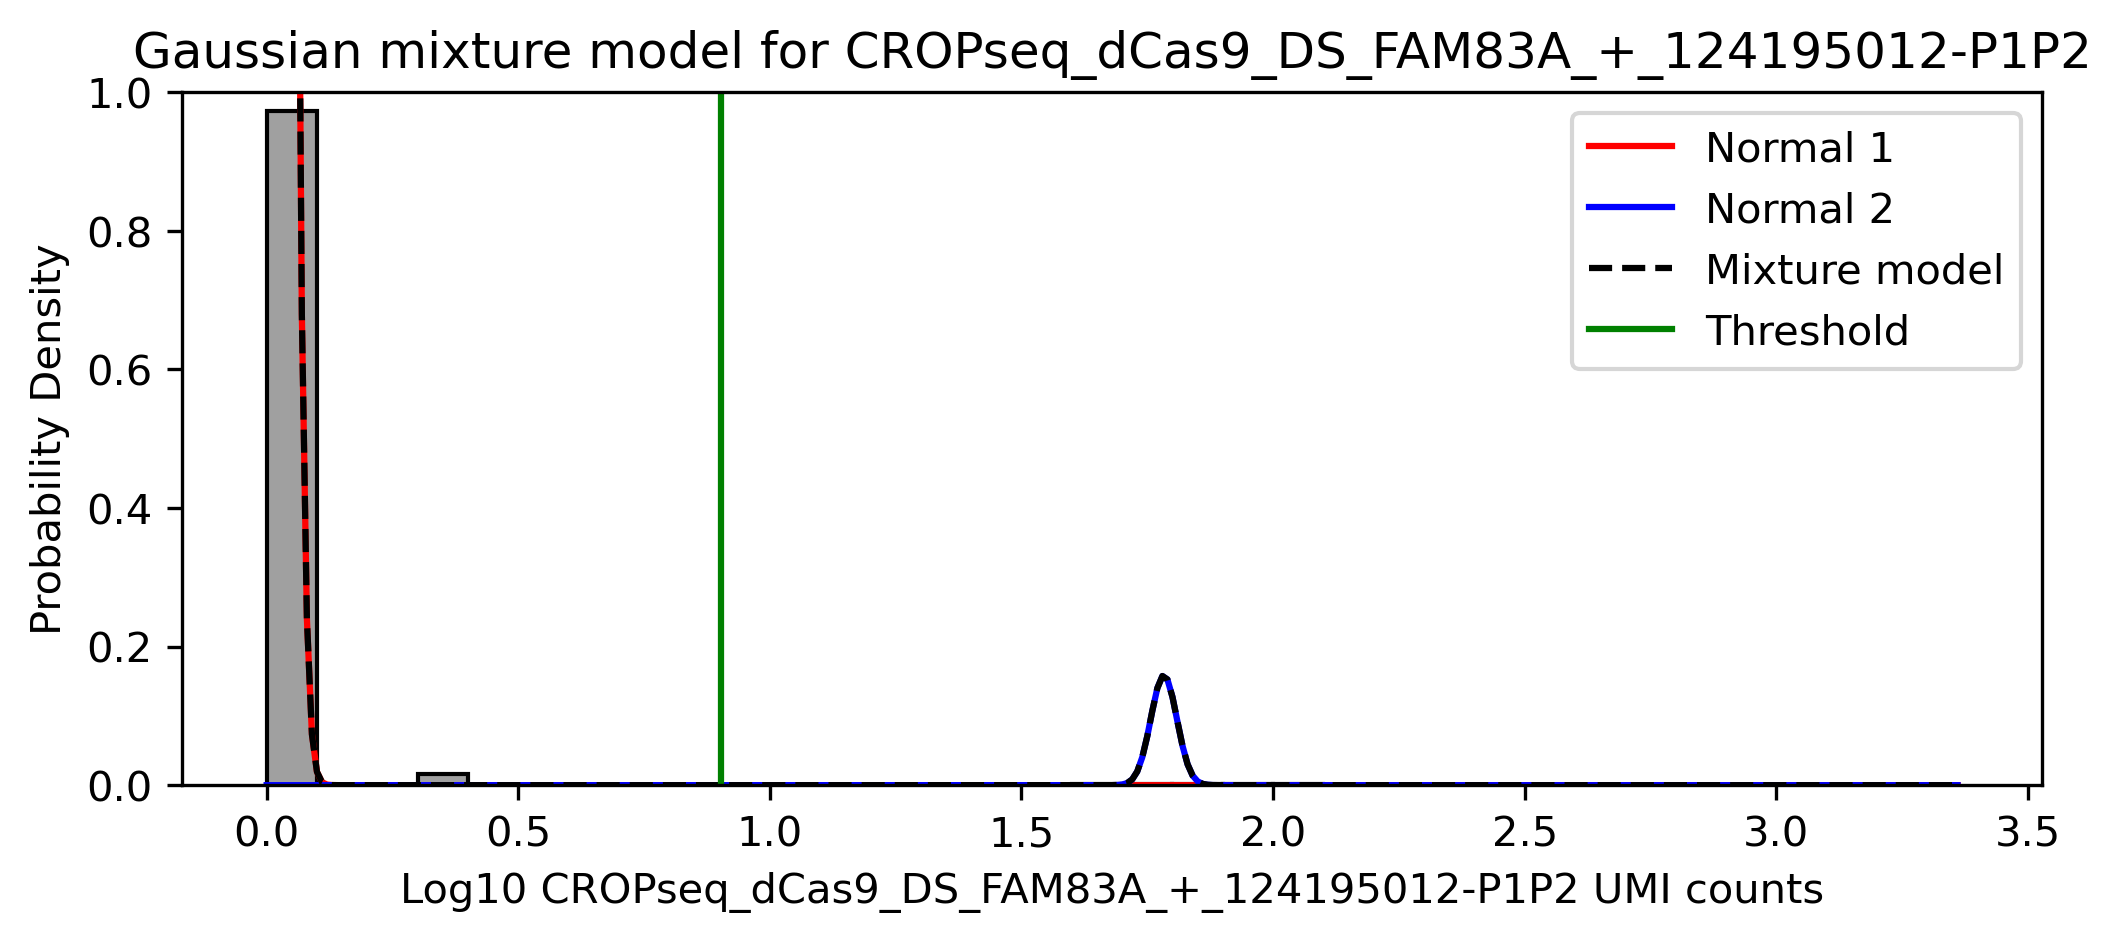 Gaussian mixture model for CROPseq_dCas9_DS_FAM83A_+_124195012-P1P2
1.0
0.8
0.6
0.4
0.2
0.0
Probability Density
Normal 1
Normal 2
Mixture model
Threshold
0.0 0.5 1.0 1.5 2.0 2.5 3.0 3.5
Log10 CROPseq_dCas9_DS_FAM83A_+_124195012-P1P2 UMI counts